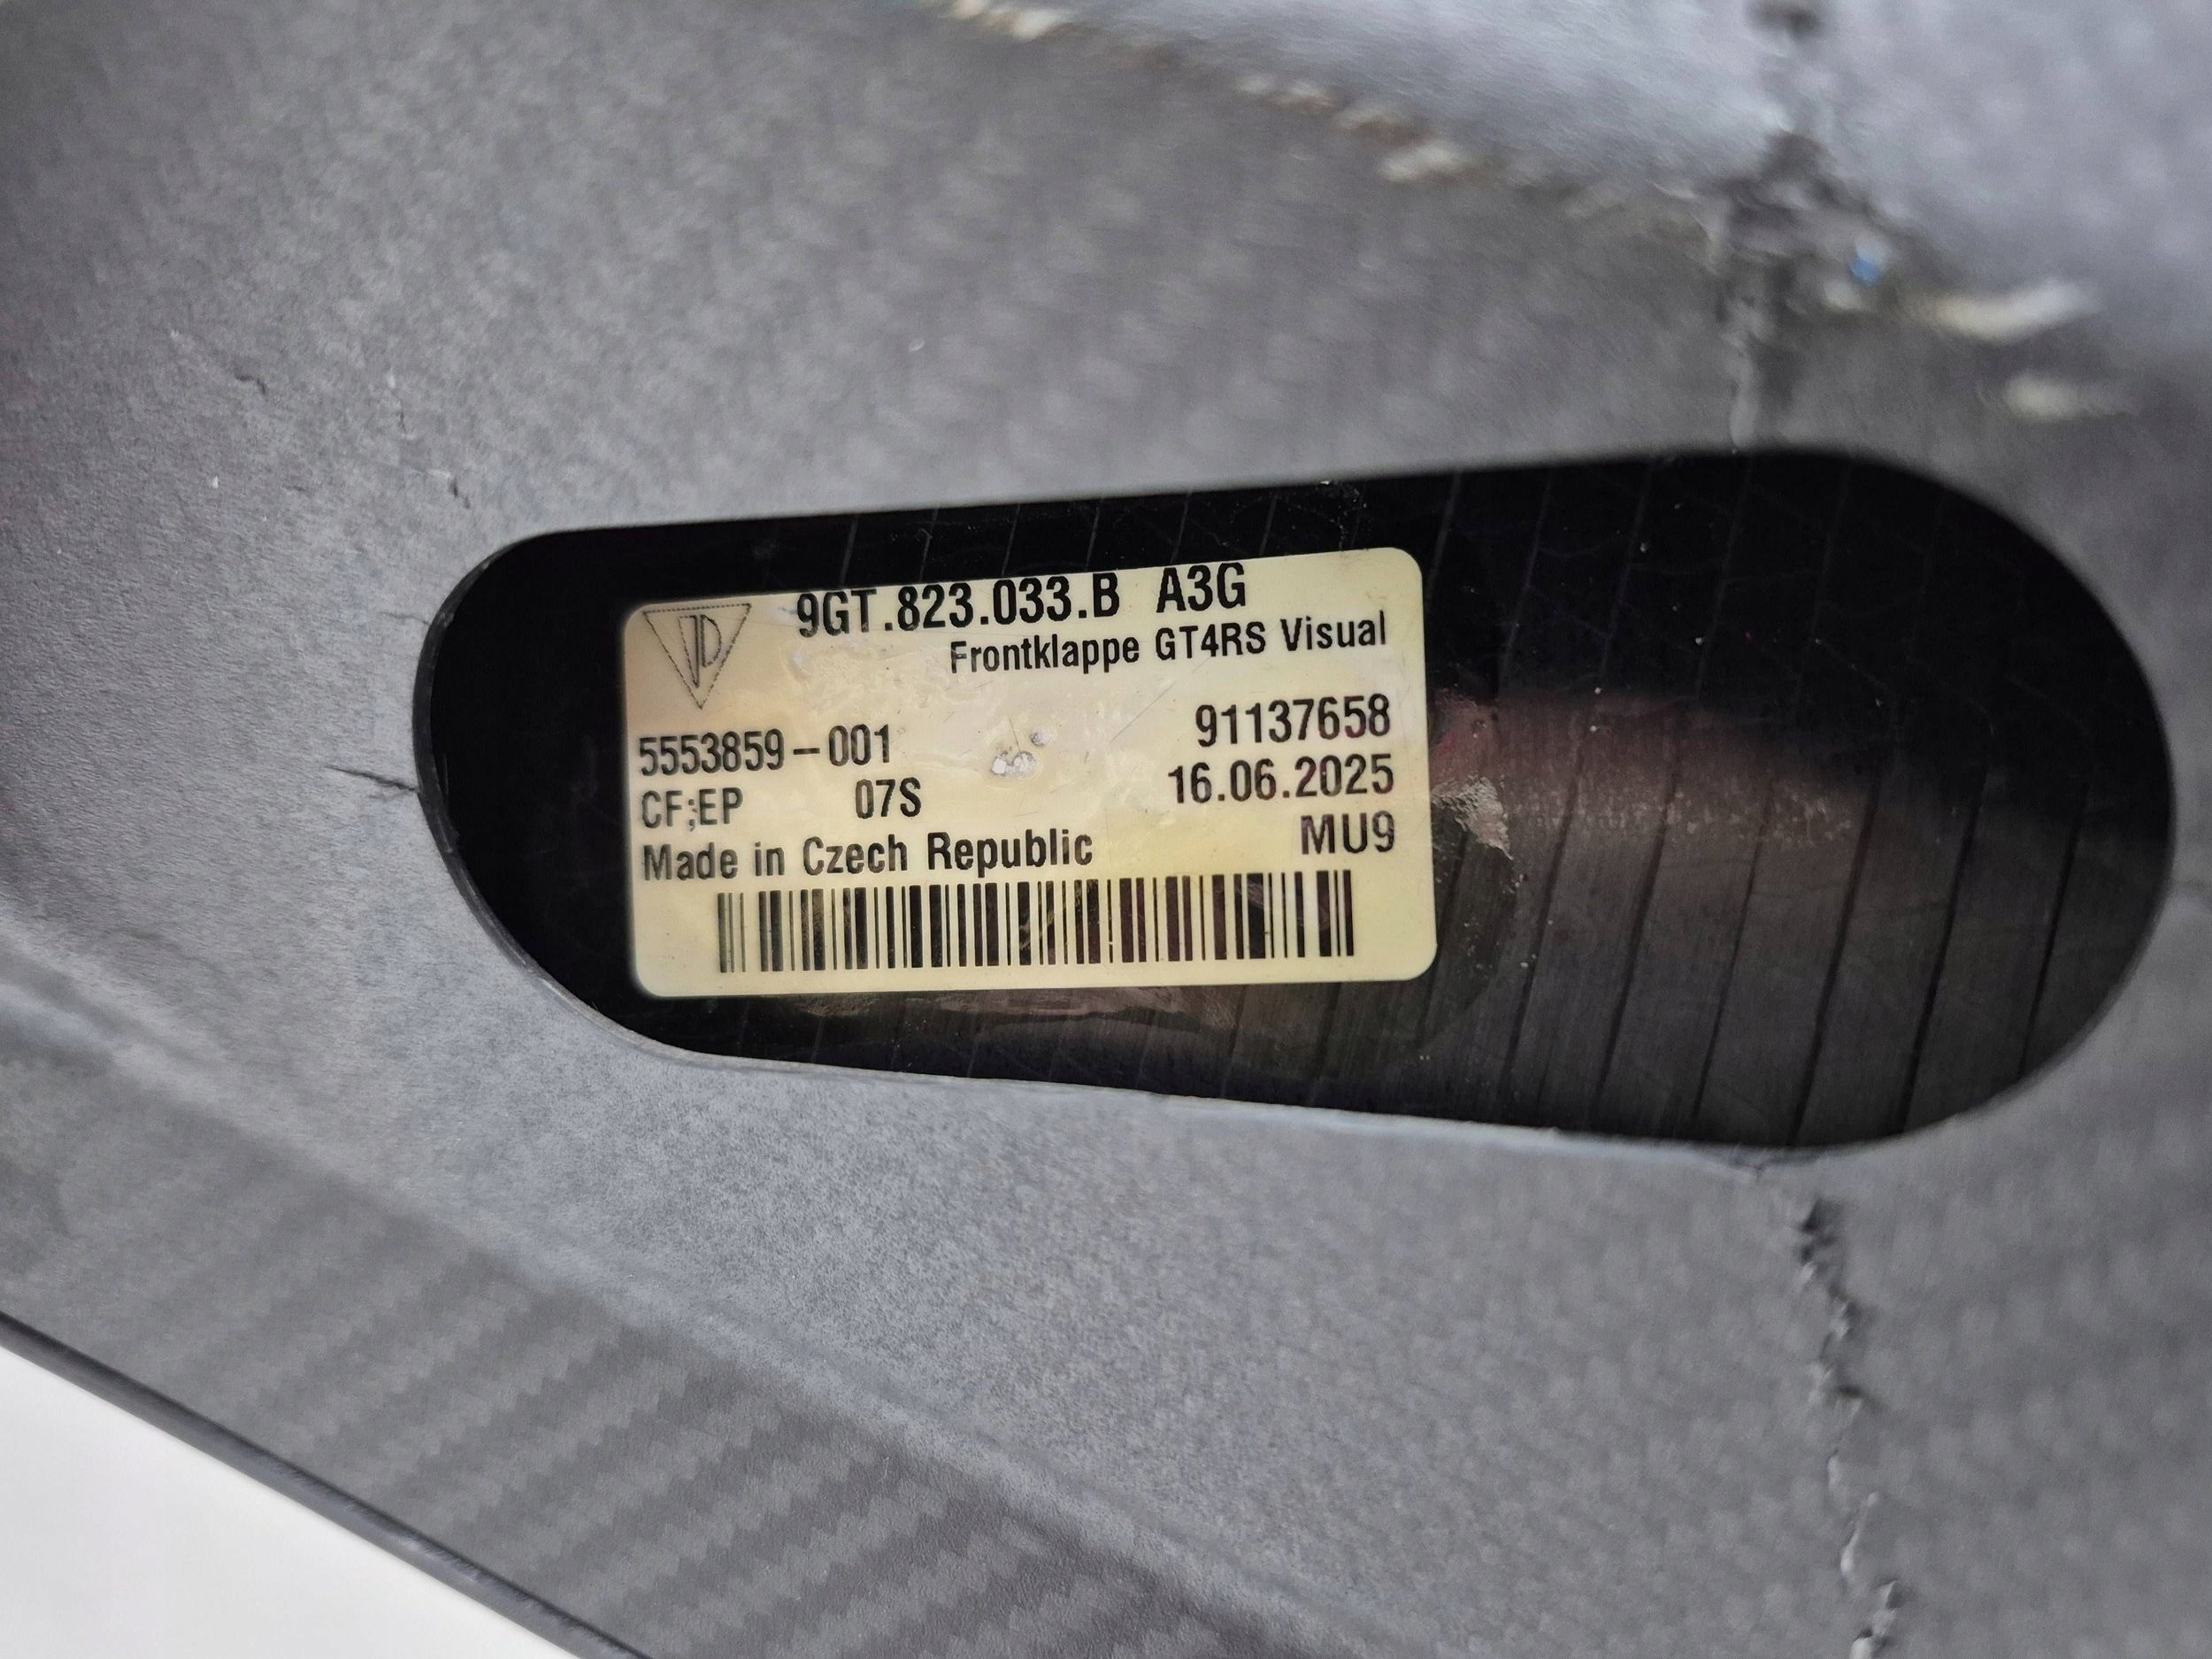 9GT.823.033.B A3G
Frontklappe GT4RS Visual
5553859-001 91137658
CF;EP 07S 16.06.2025
Made in Czech Republic MU9